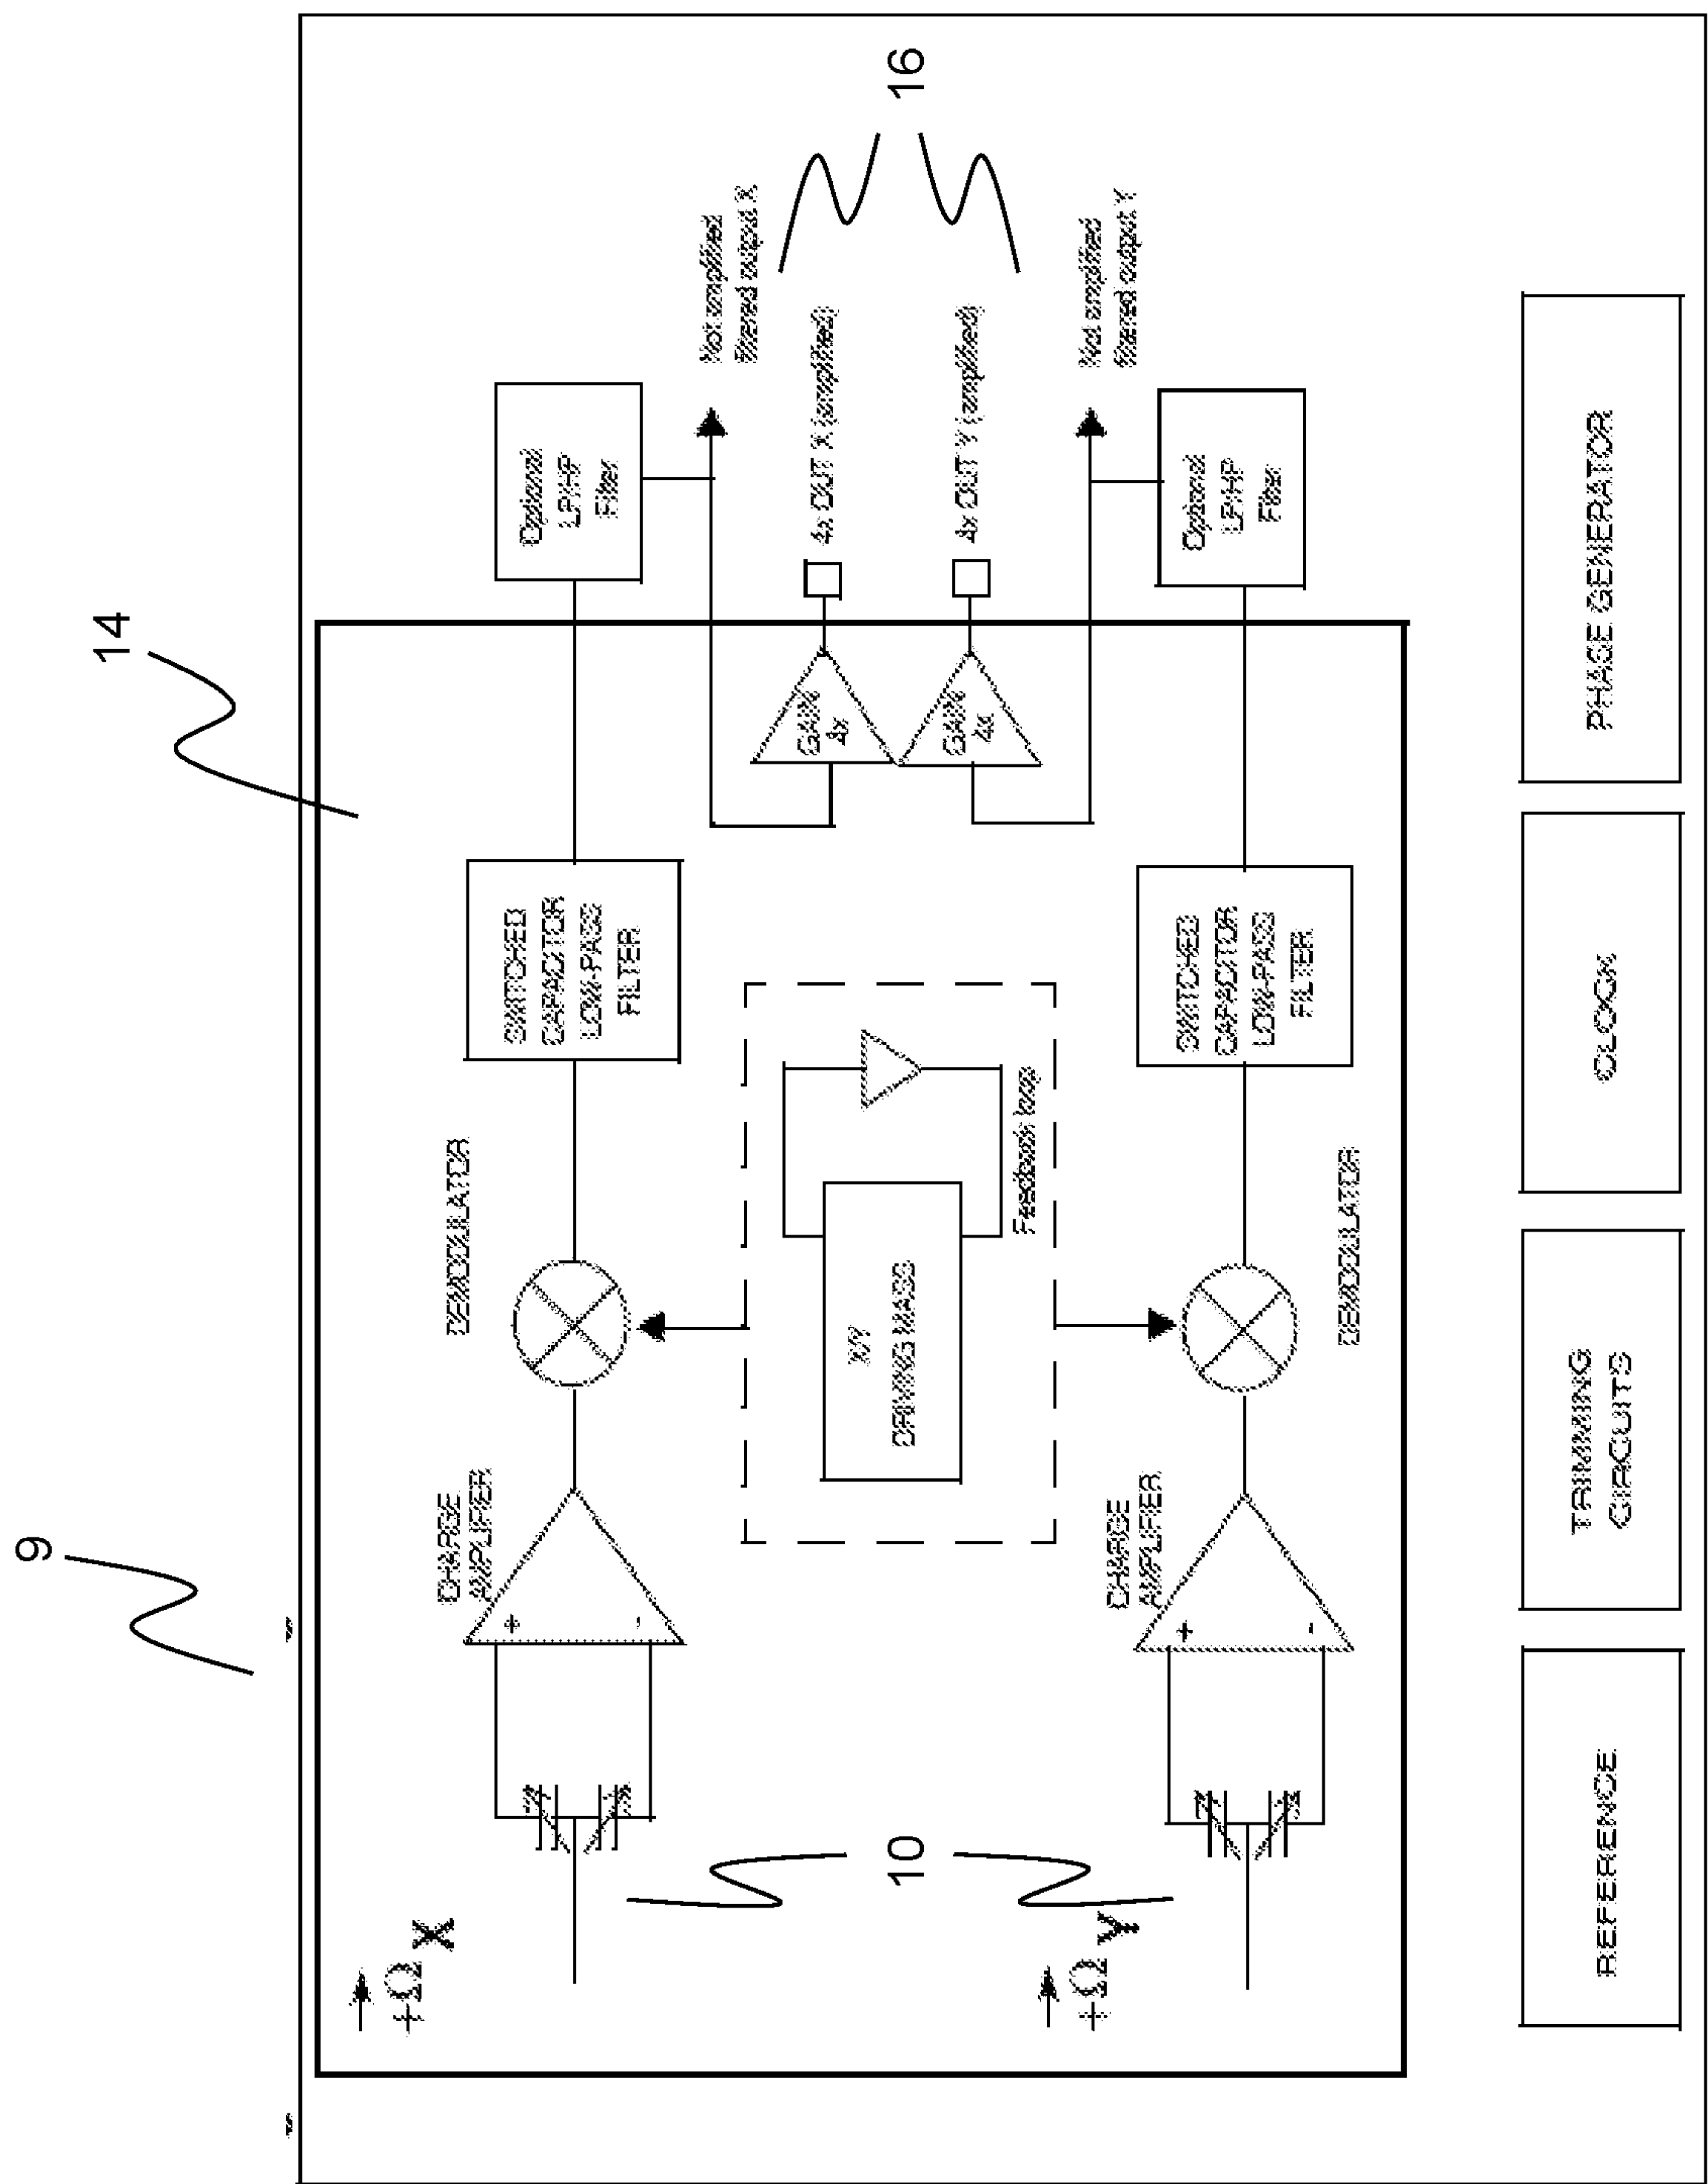 9
14
16
10
+Ω X
CHARGE
AMPLIFIER
+
-
DEMODULATOR
SWITCHED
CAPACITOR
LOW-PASS
FILTER
Optional
LP/HP
Filter
Not amplified
filtered output X
GAIN
4x
4x OUT X (amplified)
X/Y
DRIVING MASS
Feedback loop
GAIN
4x
4x OUT Y (amplified)
Not amplified
filtered output Y
+Ω Y
CHARGE
AMPLIFIER
+
-
DEMODULATOR
SWITCHED
CAPACITOR
LOW-PASS
FILTER
Optional
LP/HP
Filter
REFERENCE
TRIMMING
CIRCUITS
CLOCK
PHASE GENERATOR